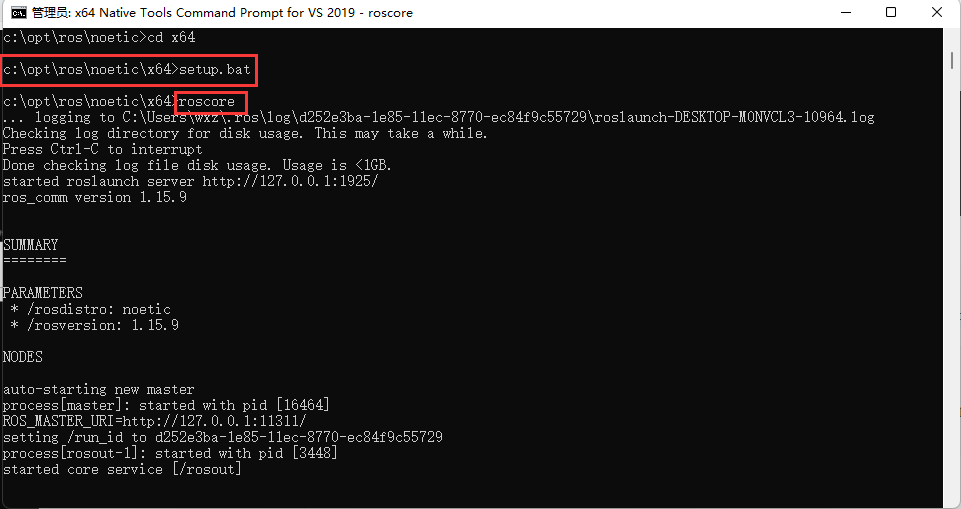 管理员: x64 Native Tools Command Prompt for VS 2019 - roscore
c:\opt\ros\noetic>cd x64
c:\opt\ros\noetic\x64>setup.bat
c:\opt\ros\noetic\x64>roscore
... logging to C:\Users\wxz\.ros\log\d252e3ba-1e85-11ec-8770-ec84f9c55729\roslaunch-DESKTOP-M0NVCL3-10964.log
Checking log directory for disk usage. This may take a while.
Press Ctrl-C to interrupt
Done checking log file disk usage. Usage is <1GB.
started roslaunch server http://127.0.0.1:1925/
ros_comm version 1.15.9
SUMMARY
========
PARAMETERS
 * /rosdistro: noetic
 * /rosversion: 1.15.9
NODES
auto-starting new master
process[master]: started with pid [16464]
ROS_MASTER_URI=http://127.0.0.1:11311/
setting /run_id to d252e3ba-1e85-11ec-8770-ec84f9c55729
process[rosout-1]: started with pid [3448]
started core service [/rosout]